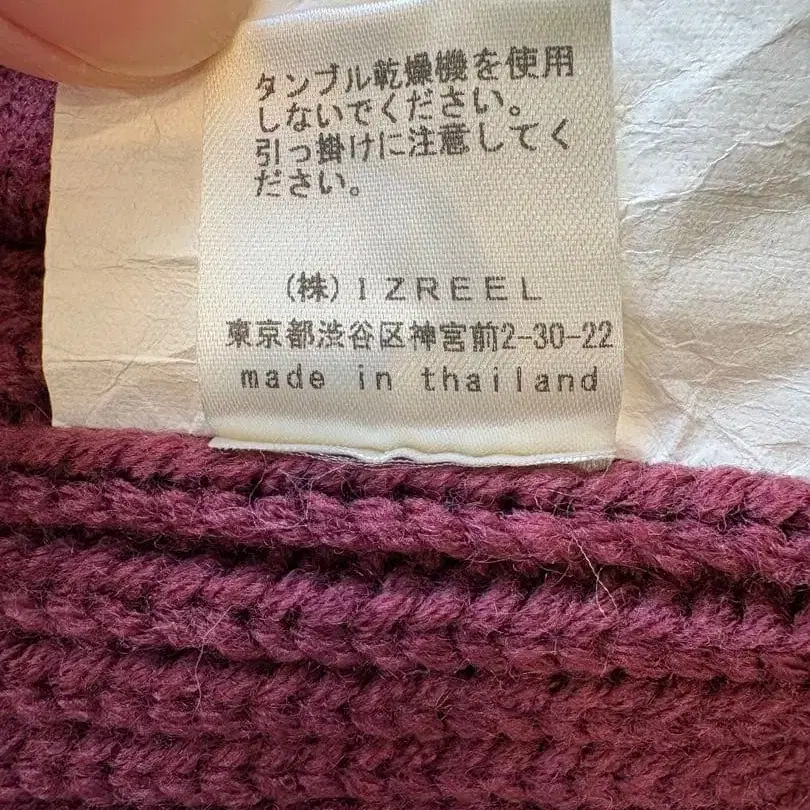 タンブル乾燥機を使用
しないでください。
引っ掛けに注意してく
ださい。
(株)IZREEL
東京都渋谷区神宮前2-30-22
made in thailand